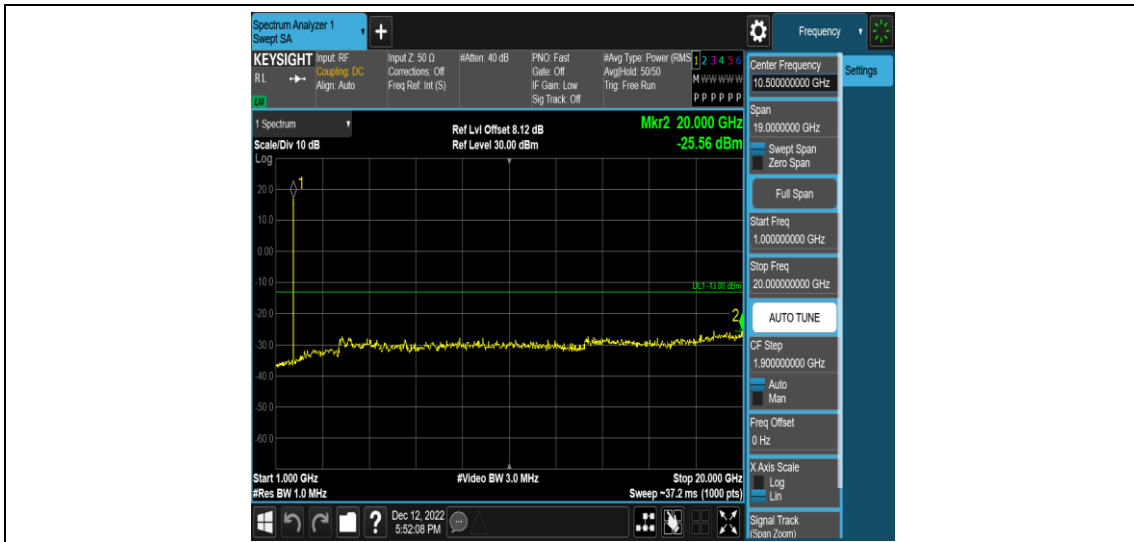 Spectrum Analyzer 1
Swept SA
+
Frequency
KEYSIGHT
RL
LXI
Input: RF
Coupling: DC
Align: Auto
Input Z: 50 Ω
Corrections: Off
Freq Ref: Int (S)
#Atten: 40 dB
PNO: Fast
Gate: Off
IF Gain: Low
Sig Track: Off
#Avg Type: Power (RMS
Avg|Hold: 50/50
Trig: Free Run
1 2 3 4 5 6
M W W W W W
P P P P P P
1 Spectrum
Scale/Div 10 dB
Log
Ref Lvl Offset 8.12 dB
Ref Level 30.00 dBm
Mkr2 20.000 GHz
-25.56 dBm
1
20.0
10.0
0.00
-10.0
DL1 -13.00 dBm
-20.0
2
-30.0
-40.0
-50.0
-60.0
Start 1.000 GHz
#Res BW 1.0 MHz
#Video BW 3.0 MHz
Stop 20.000 GHz
Sweep ~37.2 ms (1000 pts)
Center Frequency
10.500000000 GHz
Settings
Span
19.0000000 GHz
Swept Span
Zero Span
Full Span
Start Freq
1.000000000 GHz
Stop Freq
20.000000000 GHz
AUTO TUNE
CF Step
1.900000000 GHz
Auto
Man
Freq Offset
0 Hz
X Axis Scale
Log
Lin
Signal Track
(Span Zoom)
?
Dec 12, 2022
5:52:08 PM